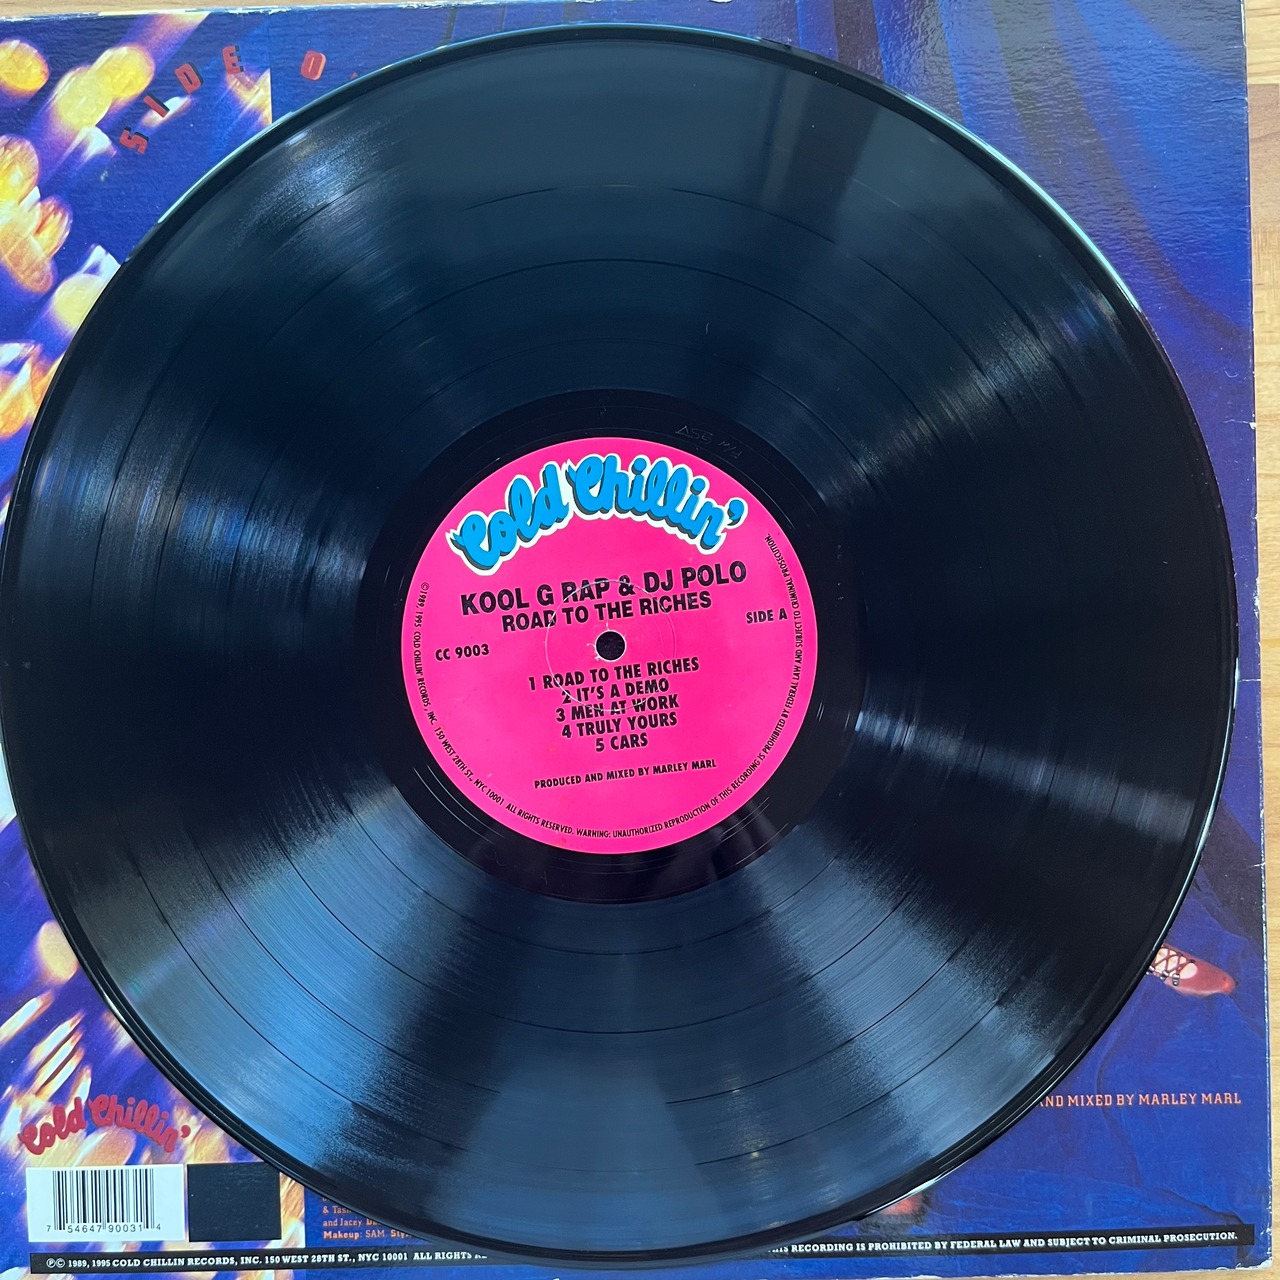 SIDE O
Cold Chillin'
KOOL G RAP & DJ POLO
ROAD TO THE RICHES
CC 9003
SIDE A
1 ROAD TO THE RICHES
2 IT'S A DEMO
3 MEN AT WORK
4 TRULY YOURS
5 CARS
PRODUCED AND MIXED BY MARLEY MARL
©1989, 1995 COLD CHILLIN' RECORDS, INC. 150 WEST 28TH ST., NYC 10001 ALL RIGHTS RESERVED. WARNING: UNAUTHORIZED REPRODUCTION OF THIS RECORDING IS PROHIBITED BY FEDERAL LAW AND SUBJECT TO CRIMINAL PROSECUTION.
AND MIXED BY MARLEY MARL
Cold Chillin'
7 54647 90031 4
and Jacey
Makeup: SAM
℗© 1989, 1995 COLD CHILLIN RECORDS, INC. 150 WEST 28TH ST., NYC 10001 ALL RIGHTS
THIS RECORDING IS PROHIBITED BY FEDERAL LAW AND SUBJECT TO CRIMINAL PROSECUTION.